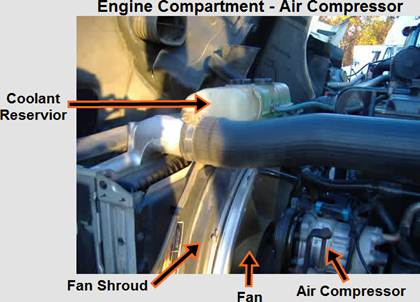 Engine Compartment - Air Compressor
Coolant
Reservior
Fan Shroud
Fan
Air Compressor